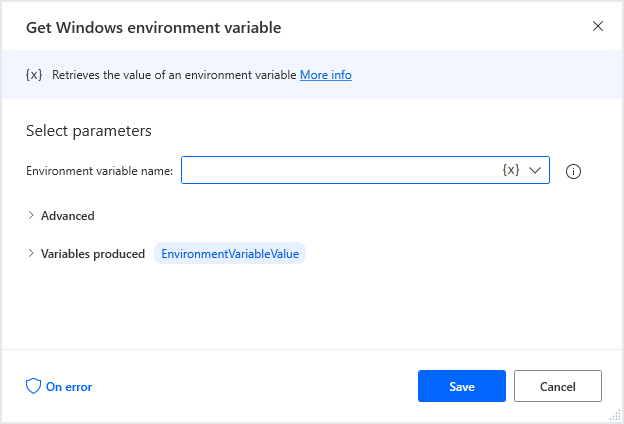 Get Windows environment variable
{x} Retrieves the value of an environment variable More info
Select parameters
Environment variable name: {x}
Advanced
Variables produced EnvironmentVariableValue
On error Save Cancel